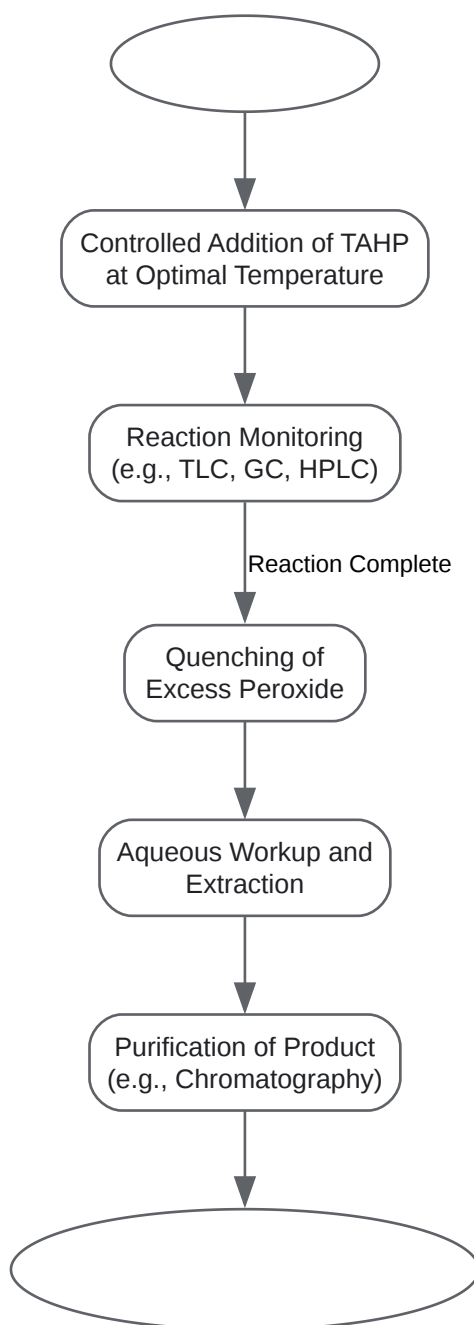 Controlled Addition of TAHP
at Optimal Temperature
Reaction Monitoring
(e.g., TLC, GC, HPLC)
Reaction Complete
Quenching of
Excess Peroxide
Aqueous Workup and
Extraction
Purification of Product
(e.g., Chromatography)